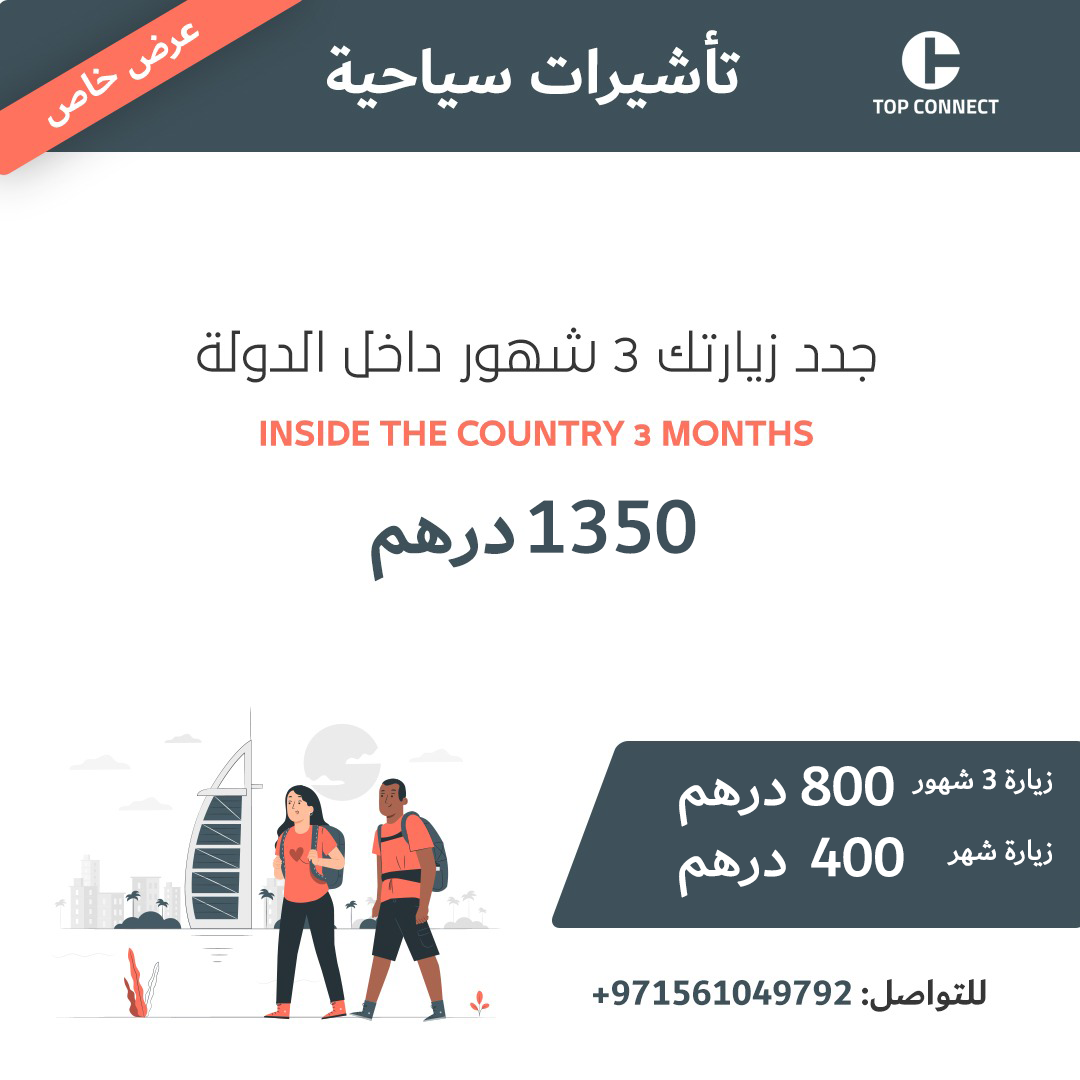 عرض خاص
تأشيرات سياحية
TOP CONNECT
جدد زيارتك 3 شهور داخل الدولة
INSIDE THE COUNTRY 3 MONTHS
1350 درهم
زيارة 3 شهور 800 درهم
زيارة شهر 400 درهم
للتواصل: +971561049792